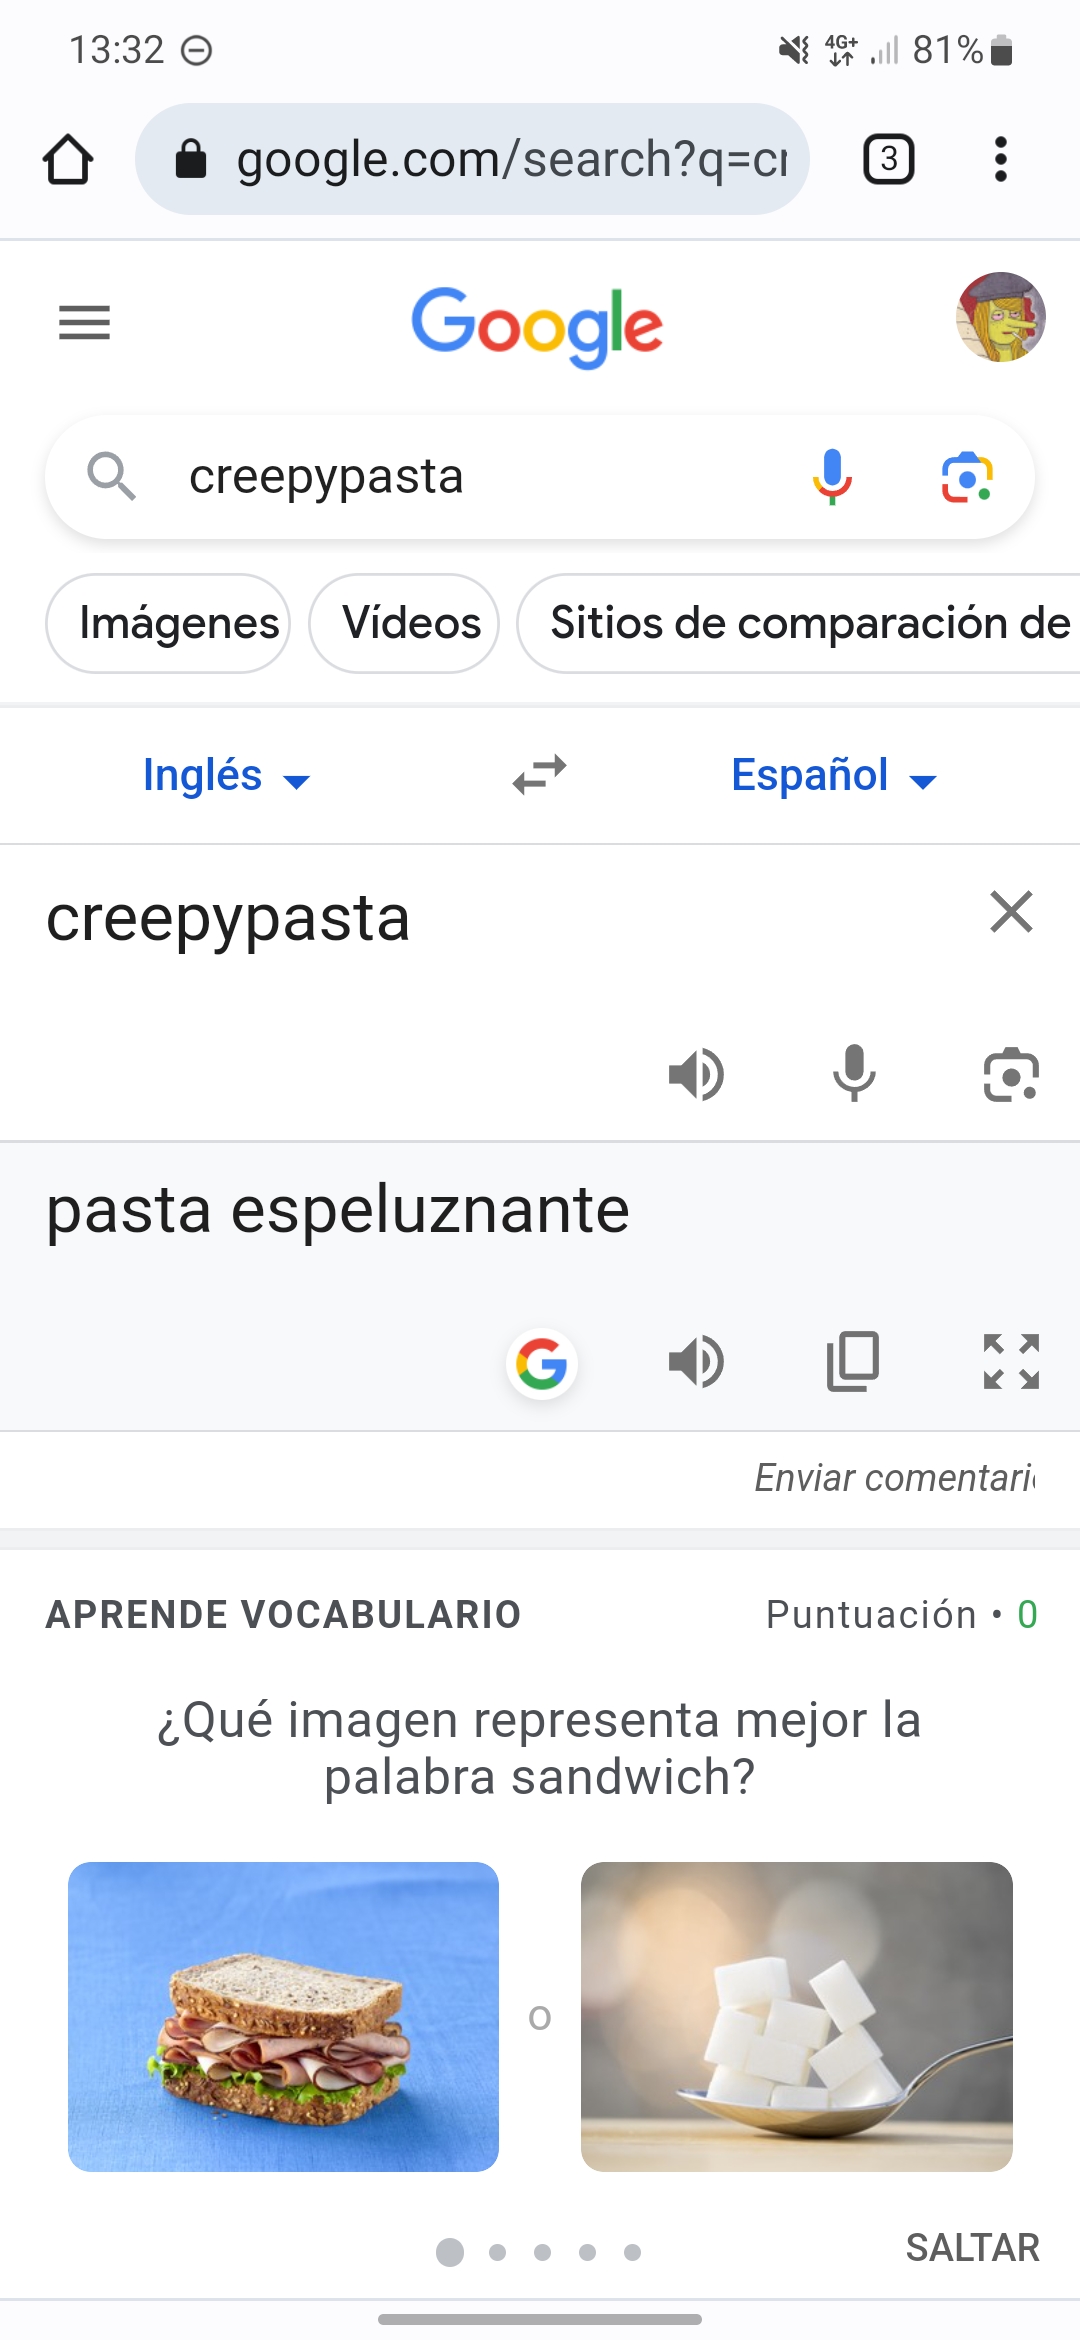 13:32 4G+ 81%
google.com/search?q=cr
3
Google
creepypasta
Imágenes Vídeos Sitios de comparación de
Inglés Español
creepypasta
pasta espeluznante
G
Enviar comentari
APRENDE VOCABULARIO Puntuación • 0
¿Qué imagen representa mejor la
palabra sandwich?
o
SALTAR